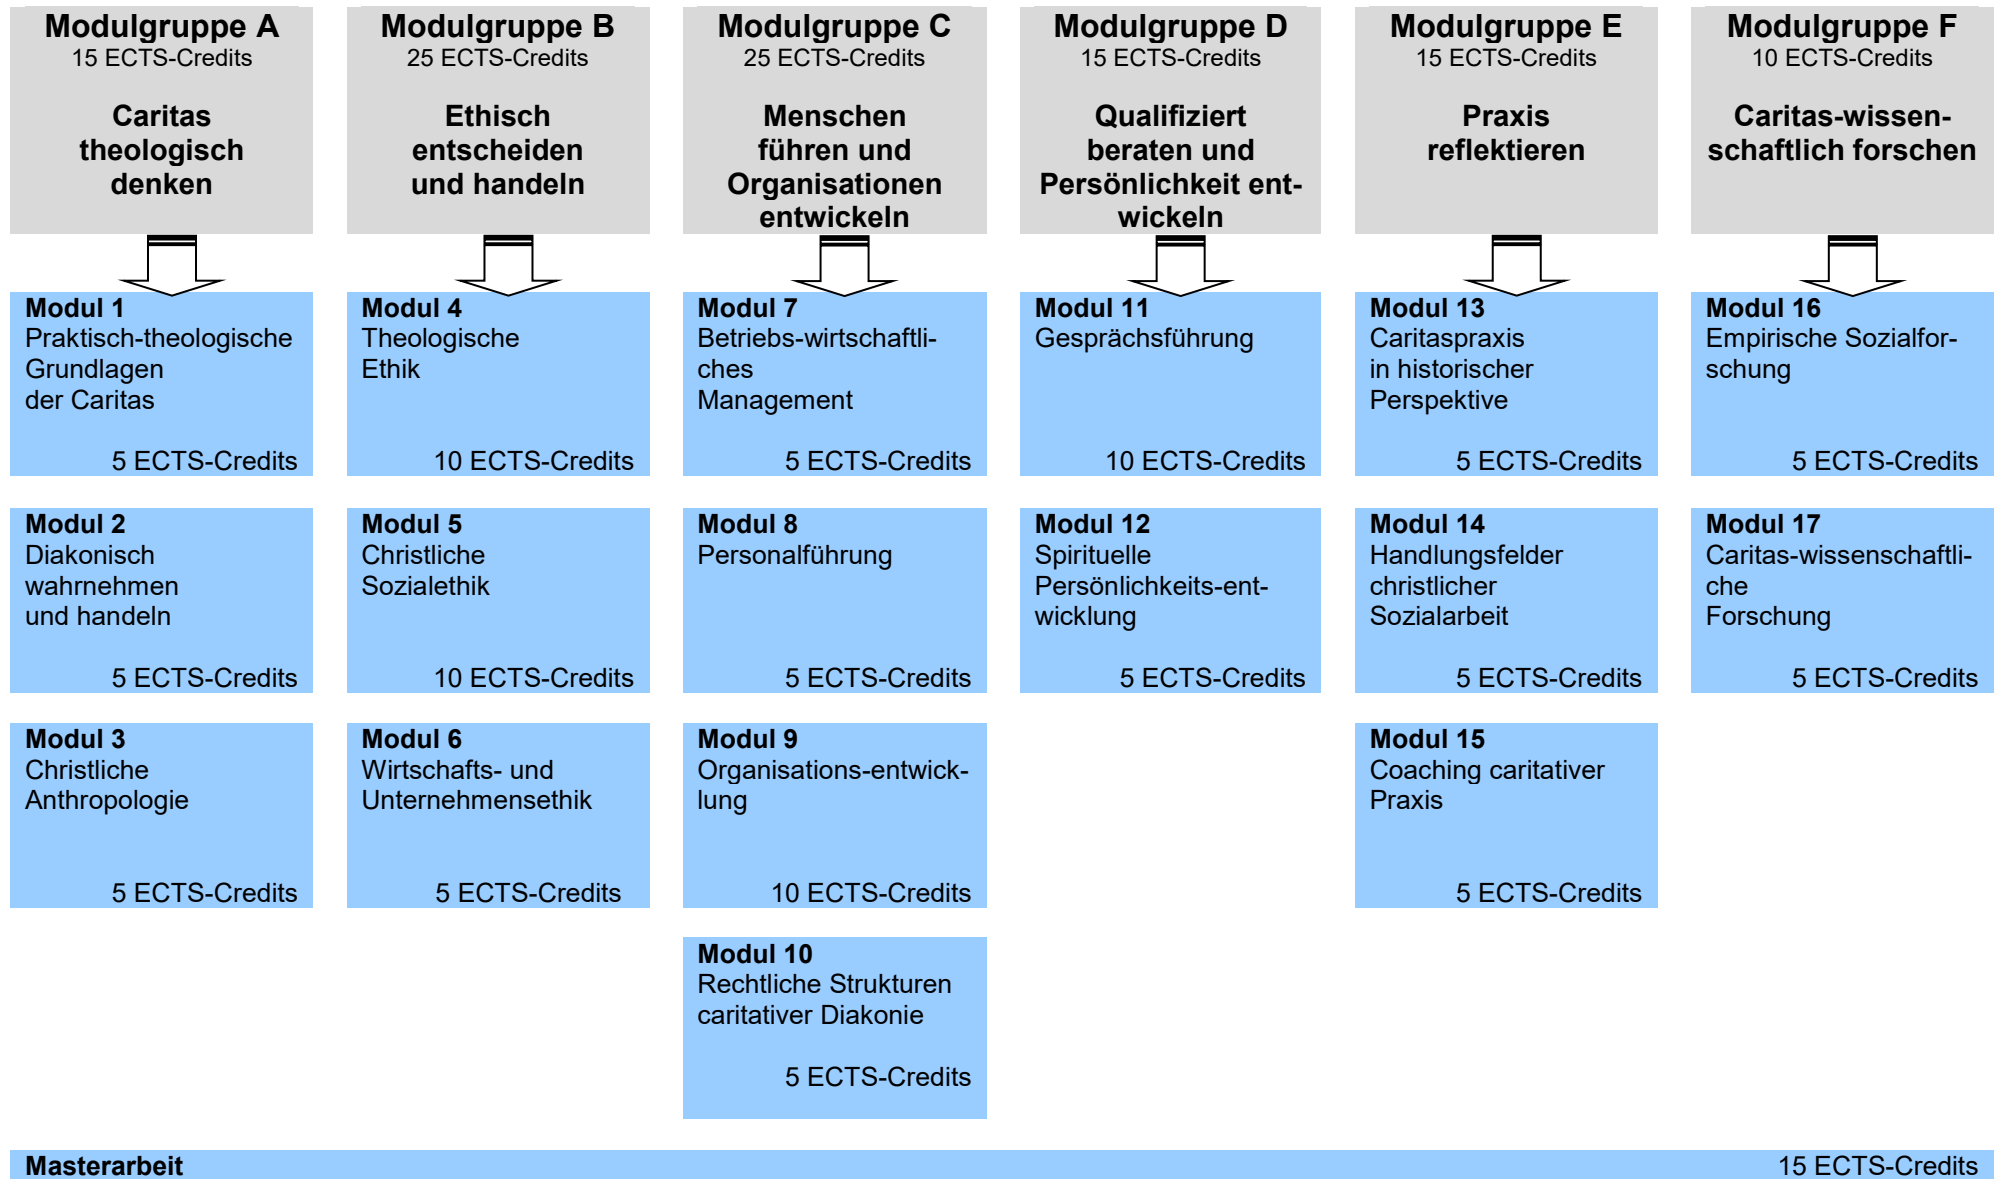 Modulgruppe A
15 ECTS-Credits
Caritas
theologisch
denken
Modul 1
Praktisch-theologische
Grundlagen
der Caritas
5 ECTS-Credits
Modul 2
Diakonisch
wahrnehmen
und handeln
5 ECTS-Credits
Modul 3
Christliche
Anthropologie
5 ECTS-Credits
Modulgruppe B
25 ECTS-Credits
Ethisch
entscheiden
und handeln
Modul 4
Theologische
Ethik
10 ECTS-Credits
Modul 5
Christliche
Sozialethik
10 ECTS-Credits
Modul 6
Wirtschafts- und
Unternehmensethik
5 ECTS-Credits
Modulgruppe C
25 ECTS-Credits
Menschen
führen und
Organisationen
entwickeln
Modul 7
Betriebs-wirtschaftli-
ches
Management
5 ECTS-Credits
Modul 8
Personalführung
5 ECTS-Credits
Modul 9
Organisations-entwick-
lung
10 ECTS-Credits
Modul 10
Rechtliche Strukturen
caritativer Diakonie
5 ECTS-Credits
Modulgruppe D
15 ECTS-Credits
Qualifiziert
beraten und
Persönlichkeit ent-
wickeln
Modul 11
Gesprächsführung
10 ECTS-Credits
Modul 12
Spirituelle
Persönlichkeits-ent-
wicklung
5 ECTS-Credits
Modulgruppe E
15 ECTS-Credits
Praxis
reflektieren
Modul 13
Caritaspraxis
in historischer
Perspektive
5 ECTS-Credits
Modul 14
Handlungsfelder
christlicher
Sozialarbeit
5 ECTS-Credits
Modul 15
Coaching caritativer
Praxis
5 ECTS-Credits
Modulgruppe F
10 ECTS-Credits
Caritas-wissen-
schaftlich forschen
Modul 16
Empirische Sozialfor-
schung
5 ECTS-Credits
Modul 17
Caritas-wissenschaftli-
che
Forschung
5 ECTS-Credits
Masterarbeit 15 ECTS-Credits